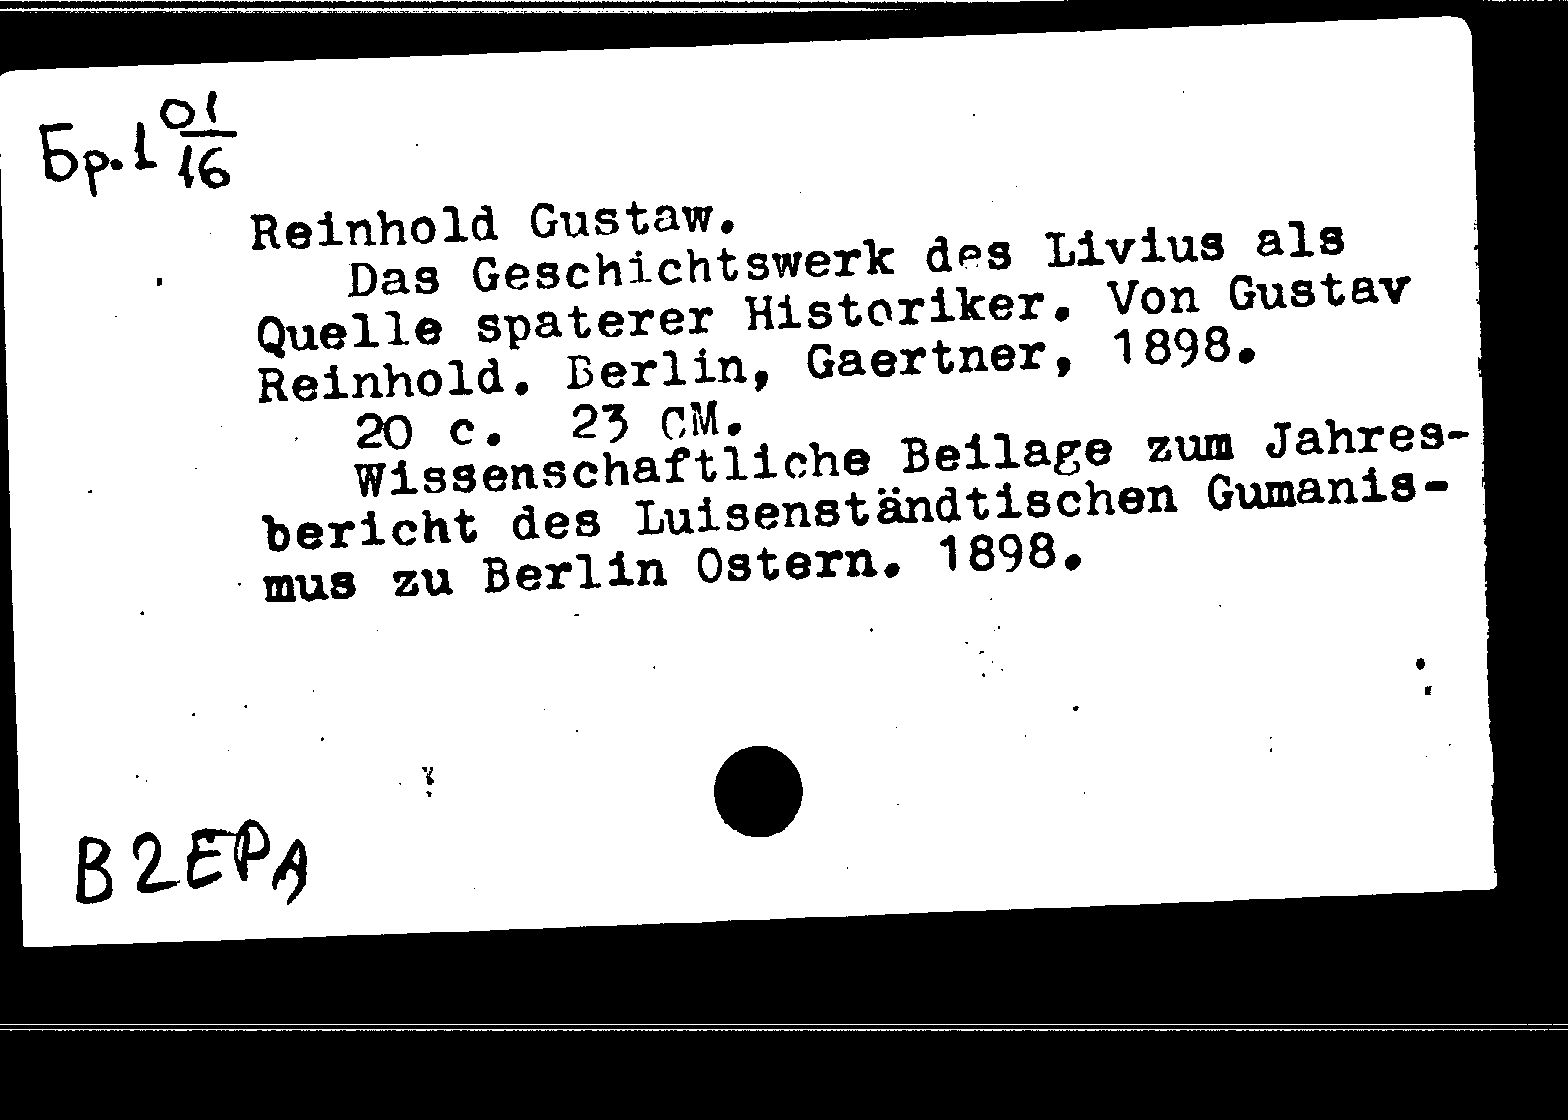 Бр.1 01/16
Reinhold Gustaw.
Das Geschichtswerk des Livius als
Quelle spaterer Historiker. Von Gustav
Reinhold. Berlin, Gaertner, 1898.
20 c. 23 CM.
Wissenschaftliche Beilage zum Jahres-
bericht des Luisenständtischen Gumanis-
mus zu Berlin Ostern. 1898.
B2EPA